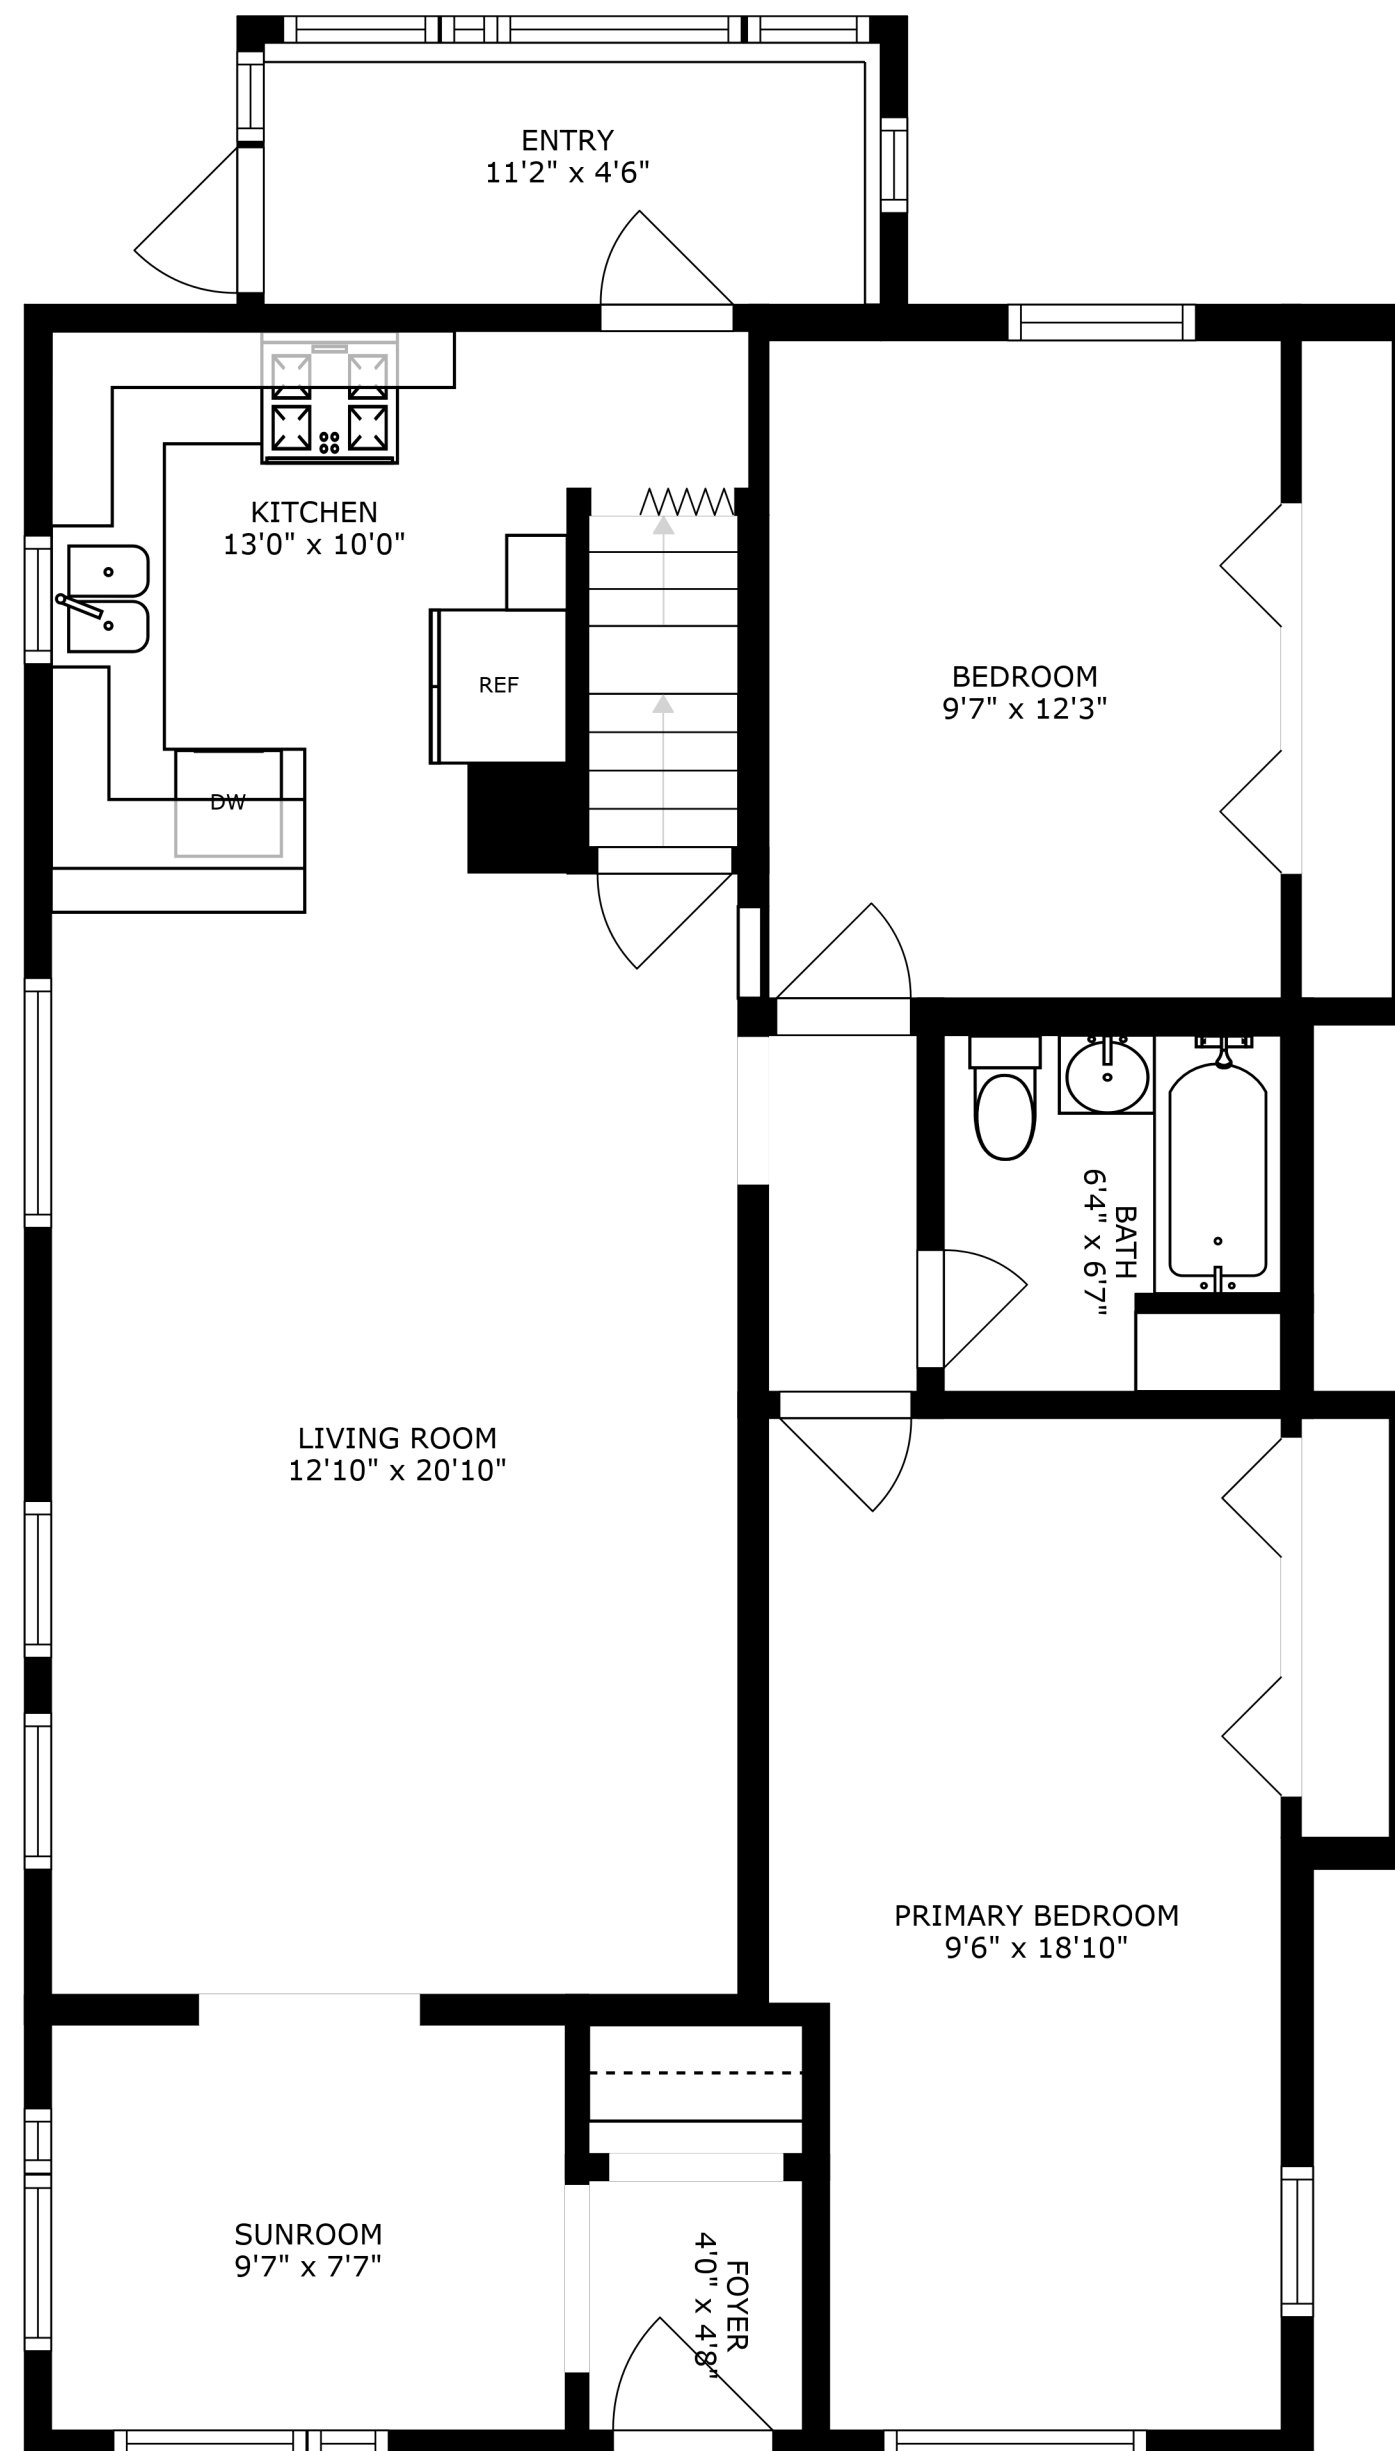 ENTRY
11'2" x 4'6"
KITCHEN
13'0" x 10'0"
REF
BEDROOM
9'7" x 12'3"
DW
BATH
6'4" x 6'7"
LIVING ROOM
12'10" x 20'10"
PRIMARY BEDROOM
9'6" x 18'10"
SUNROOM
9'7" x 7'7"
FOYER
4'0" x 4'8"